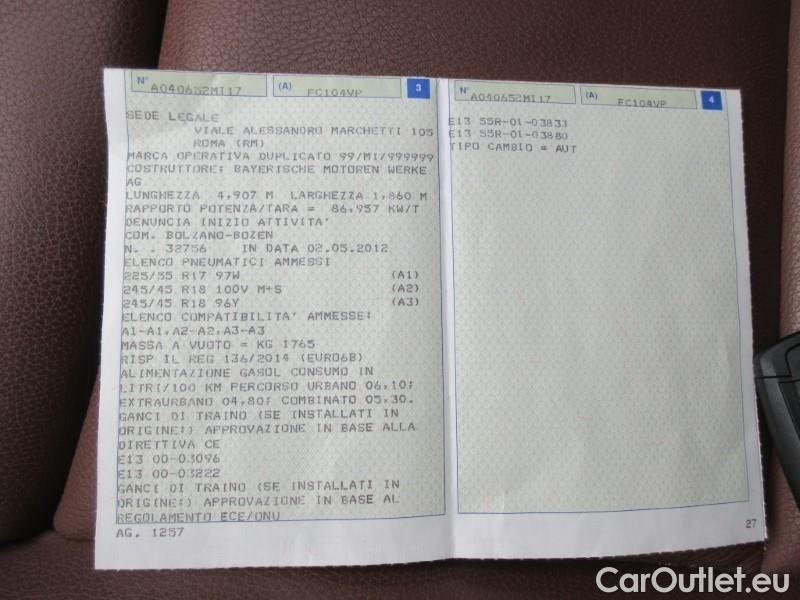 N° A040652MI17 (A) FC104VP 3
SEDE LEGALE
VIALE ALESSANDRO MARCHETTI 105
ROMA (RM)
MARCA OPERATIVA DUPLICATO 99/MI/999999
COSTRUTTORE: BAYERISCHE MOTOREN WERKE
AG
LUNGHEZZA 4,907 M LARGHEZZA 1,860 M
RAPPORTO POTENZA/TARA = 86,957 KW/T
DENUNCIA INIZIO ATTIVITA'
COM. BOLZANO-BOZEN
N. . 32756 IN DATA 02.05.2012
ELENCO PNEUMATICI AMMESSI
225/55 R17 97W (A1)
245/45 R18 100V M+S (A2)
245/45 R18 96Y (A3)
ELENCO COMPATIBILITA' AMMESSE:
A1-A1,A2-A2,A3-A3
MASSA A VUOTO = KG 1765
RISP IL REG 136/2014 (EURO6B)
ALIMENTAZIONE GASOL CONSUMO IN
LITRI/100 KM PERCORSO URBANO 06,10;
EXTRAURBANO 04,80; COMBINATO 05,30.
GANCI DI TRAINO (SE INSTALLATI IN
ORIGINE:) APPROVAZIONE IN BASE ALLA
DIRETTIVA CE
E13 00-03096
E13 00-03222
GANCI DI TRAINO (SE INSTALLATI IN
ORIGINE:) APPROVAZIONE IN BASE AL
REGOLAMENTO ECE/ONU
AG. 1257
N° A040652MI17 (A) FC104VP 4
E13 55R-01-03833
E13 55R-01-03880
TIPO CAMBIO = AUT
27
CarOutlet.eu